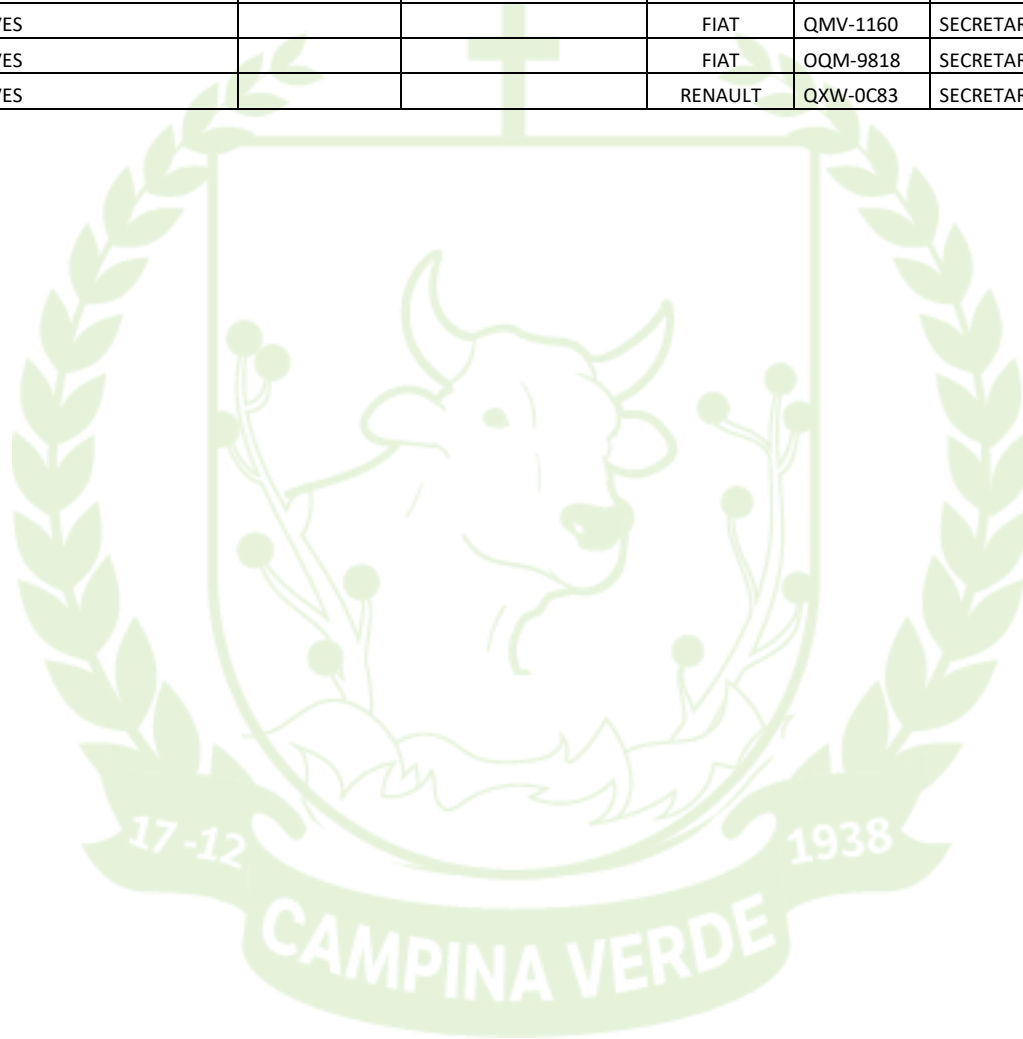 VES FIAT QMV-1160 SECRETAR
VES FIAT OQM-9818 SECRETAR
VES RENAULT QXW-0C83 SECRETAR
17-12 1938
CAMPINA VERDE